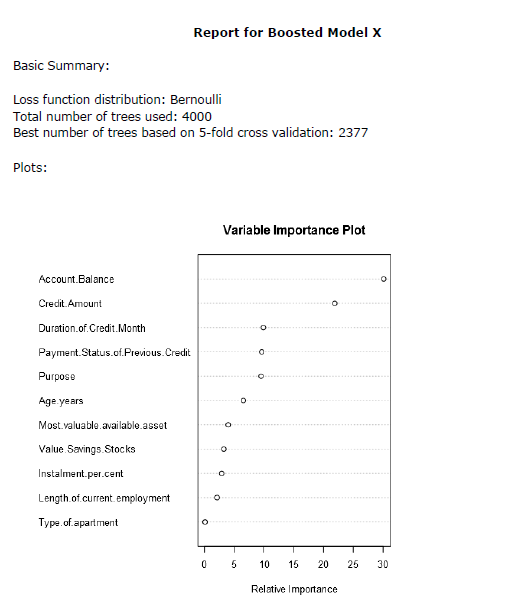 Report for Boosted Model X
Basic Summary:
Loss function distribution: Bernoulli
Total number of trees used: 4000
Best number of trees based on 5-fold cross validation: 2377
Plots:
Variable Importance Plot
Account.Balance
Credit.Amount
Duration.of.Credit.Month
Payment.Status.of.Previous.Credit
Purpose
Age.years
Most.valuable.available.asset
Value.Savings.Stocks
Instalment.per.cent
Length.of.current.employment
Type.of.apartment
0 5 10 15 20 25 30
Relative Importance